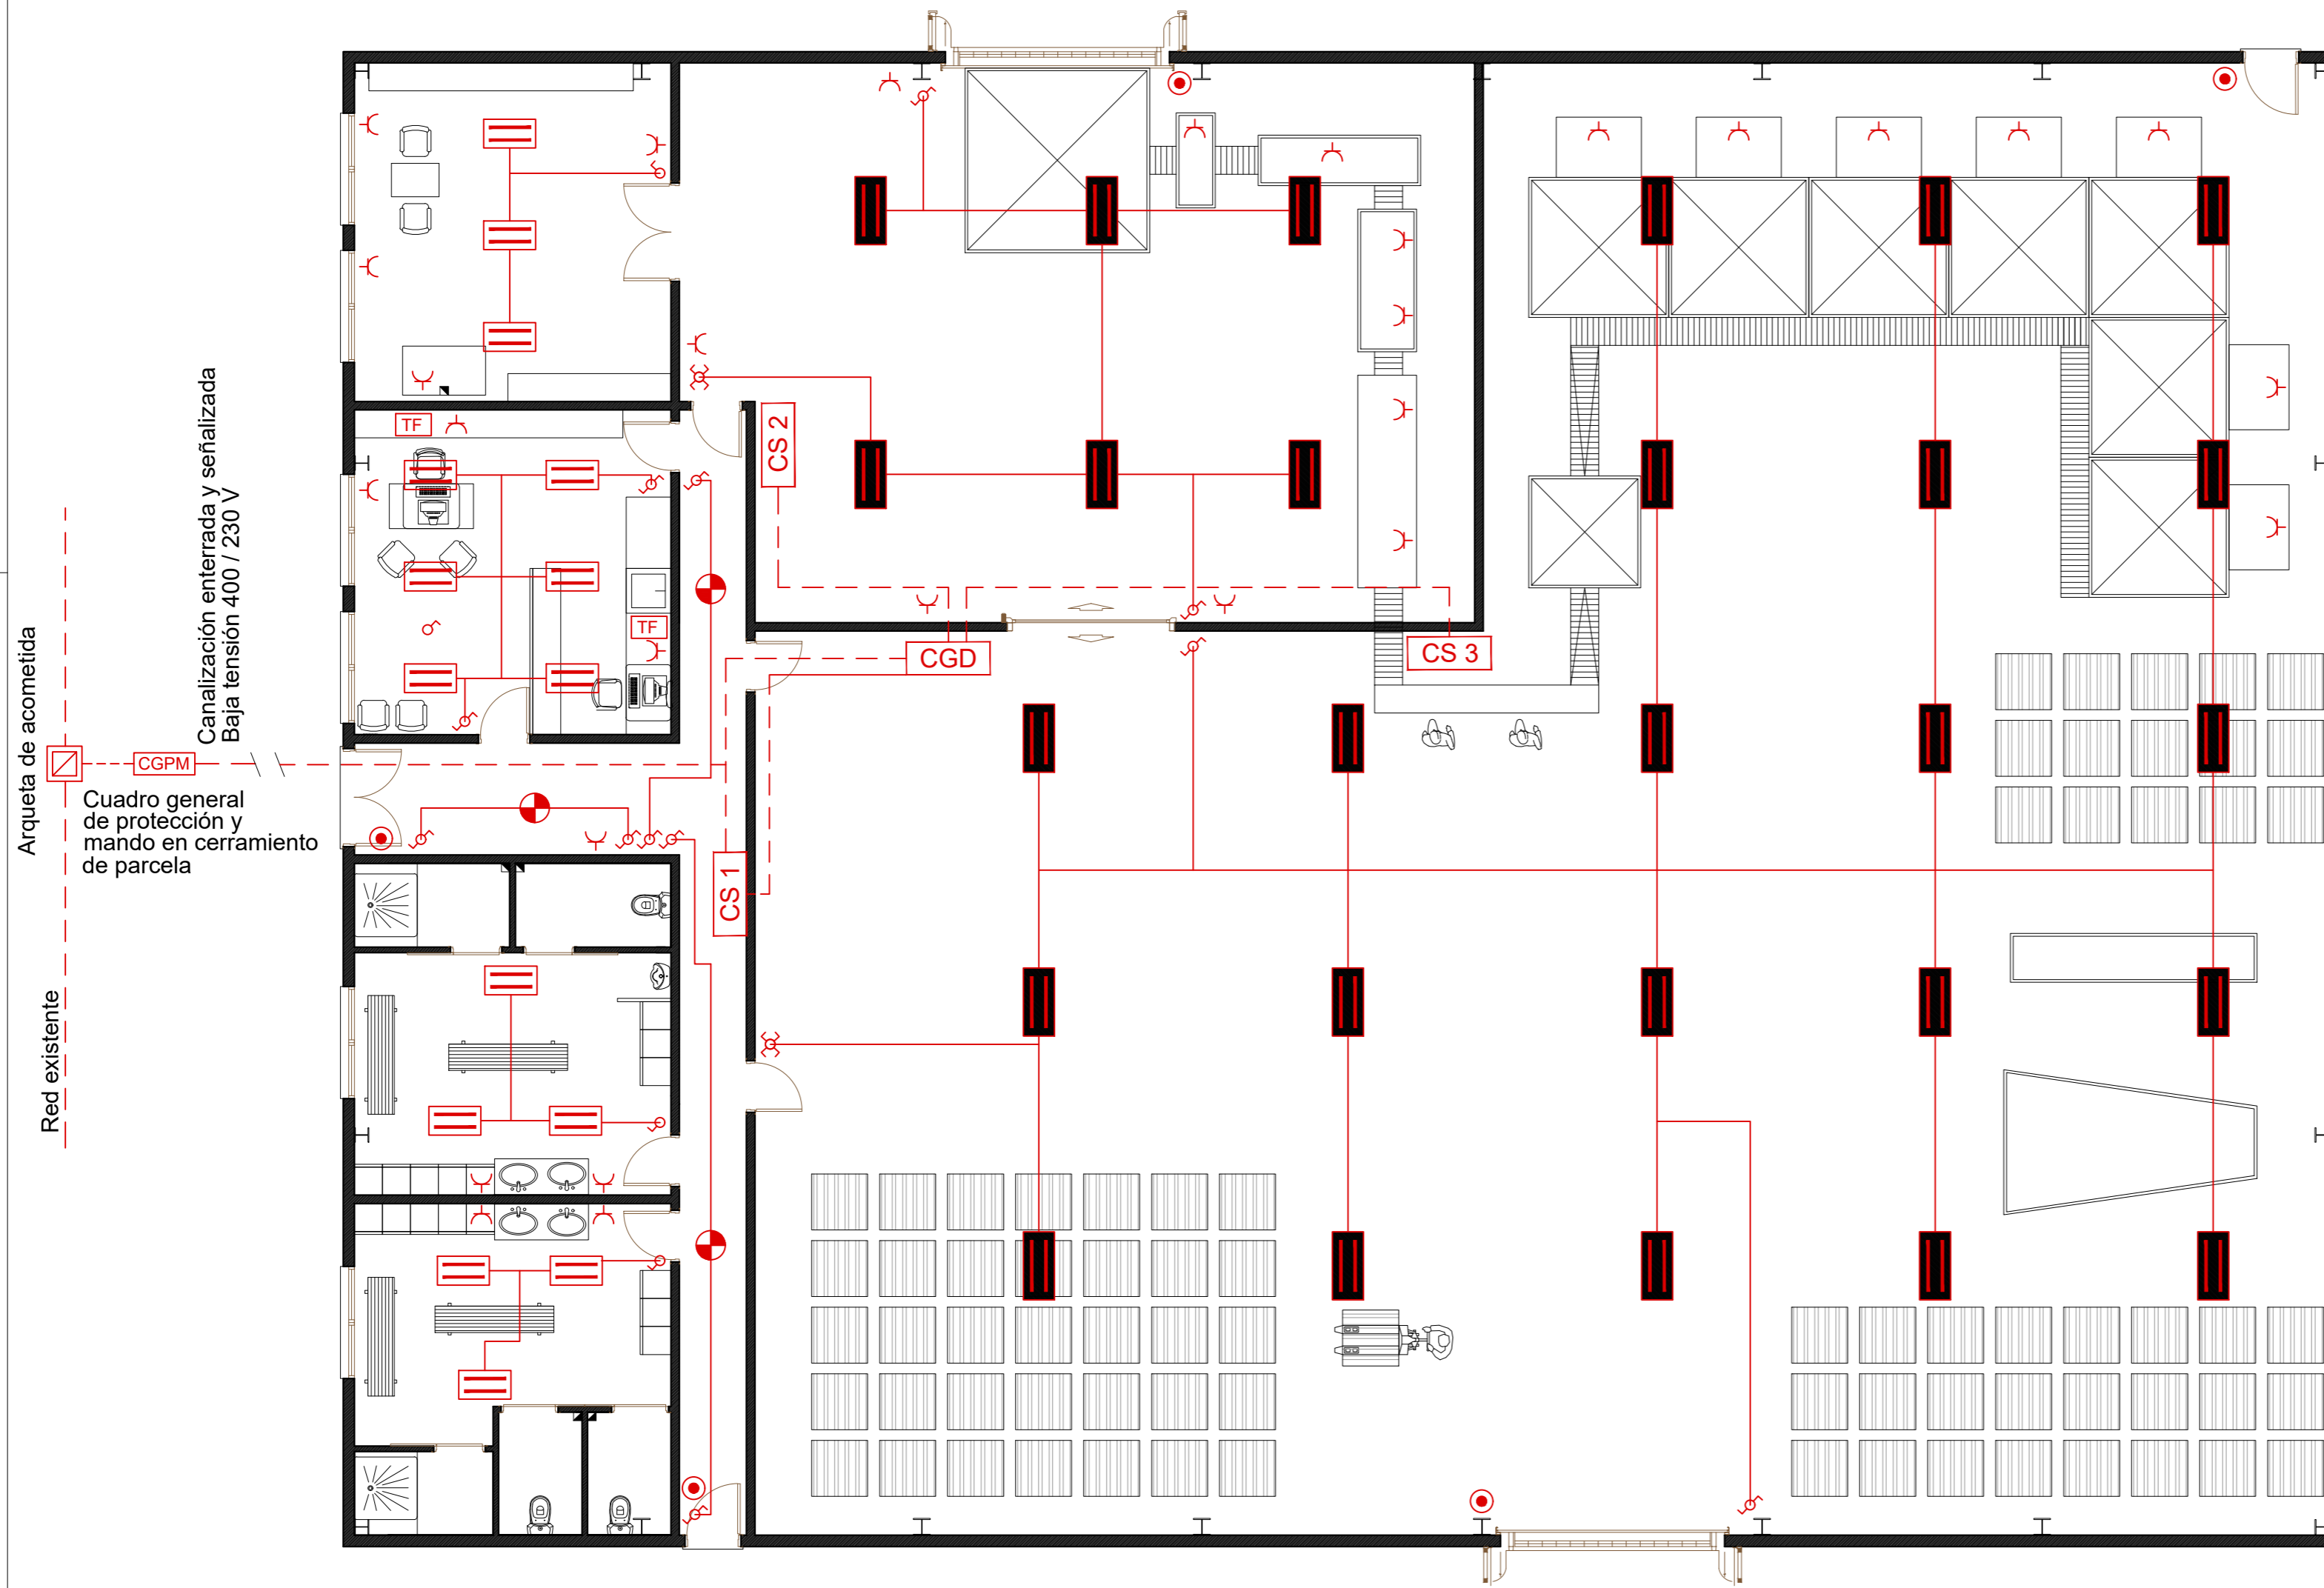 Arqueta de acometida
Red existente
Canalización enterrada y señalizada
Baja tensión 400 / 230 V
CGPM
Cuadro general
de protección y
mando en cerramiento
de parcela
TF
TF
CS 2
CGD
CS 3
CS 1